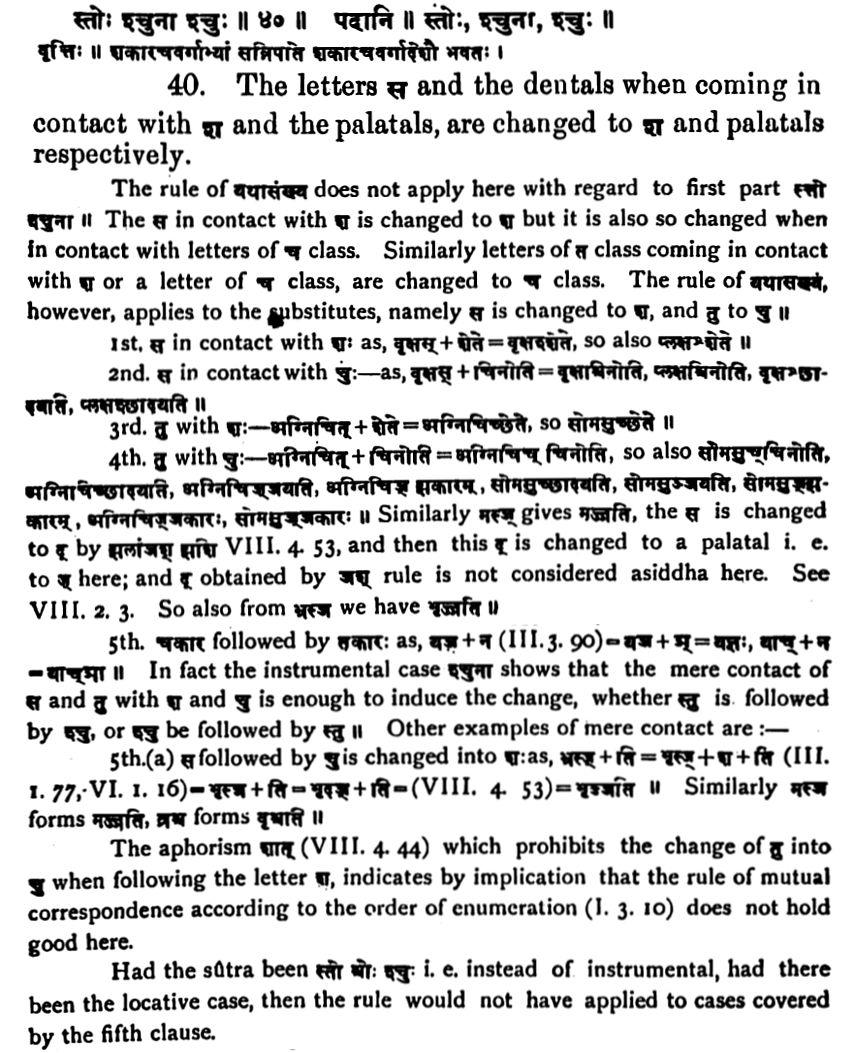 स्तोः श्चुना श्चुः ॥ ४० ॥ पदानि ॥ स्तोः, श्चुना, श्चुः ॥
वृत्तिः ॥ शकारचवर्गाभ्यां सन्निपाते शकारचवर्गादेशौ भवतः ।
40. The letters स and the dentals when coming in
contact with श and the palatals, are changed to श and palatals
respectively.
The rule of यथासंख्य does not apply here with regard to first part स्तो
श्चुना ॥ The स in contact with श is changed to श but it is also so changed when
in contact with letters of च class. Similarly letters of त class coming in contact
with श or a letter of च class, are changed to च class. The rule of यथासख्यं,
however, applies to the substitutes, namely स is changed to श, and तु to चु ॥
1st, स in contact with शः as, वृक्षस् + शेते = वृक्षश्शेते, so also प्लक्षश्शेते ॥
2nd. स in contact with चुः—as, वृक्षस् + चिनोति = वृक्षश्चिनोति, प्लक्षश्चिनोति, वृक्षश्छा-
दयति, प्लक्षश्छादयति ॥
3rd. तु with शः—अग्निचित् + शेते = अग्निचिच्छेते, so सोमसुच्छेते ॥
4th. तु with चुः—अग्निचित् + चिनोति = अग्निचिच् चिनोति, so also सोमसुच्चिनोति,
अग्निचिच्छादयति, अग्निचिज्जयति, अग्निचिज् झकारम्, सोमसुच्छादयति, सोमसुज्जयति, सोमसुज्झ-
कारम्, अग्निचिञ्ञकारः, सोमसुञ्ञकारः ॥ Similarly मस्ज् gives मज्जति, the स is changed
to द् by झलांजश् झशि VIII. 4. 53, and then this द् is changed to a palatal i. e.
to ज् here; and द् obtained by जश् rule is not considered asiddha here. See
VIII. 2. 3. So also from भ्रस्ज we have भृज्जति ॥
5th. चकार followed by तकारः as, यज् + न (III. 3. 90) = यज + ञ् = यज्ञः, याच् + न
= याच्ञा ॥ In fact the instrumental case श्चुना shows that the mere contact of
स and तु with श and चु is enough to induce the change, whether स्तु is followed
by श्चु, or श्चु be followed by स्तु ॥ Other examples of mere contact are :—
5th.(a) स followed by चु is changed into शः as, भ्रस्ज् + ति = भृस्ज् + श + ति (III.
1. 77, VI. 1. 16) = भृस्ज + ति = भृश्ज् + ति = (VIII. 4. 53) = भृज्जति ॥ Similarly मस्ज
forms मज्जति, व्रश्च forms वृश्चति ॥
The aphorism शात् (VIII. 4. 44) which prohibits the change of तु into
चु when following the letter श, indicates by implication that the rule of mutual
correspondence according to the order of enumeration (I. 3. 10) does not hold
good here.
Had the sûtra been स्तो श्चोः श्चुः i. e. instead of instrumental, had there
been the locative case, then the rule would not have applied to cases covered
by the fifth clause.